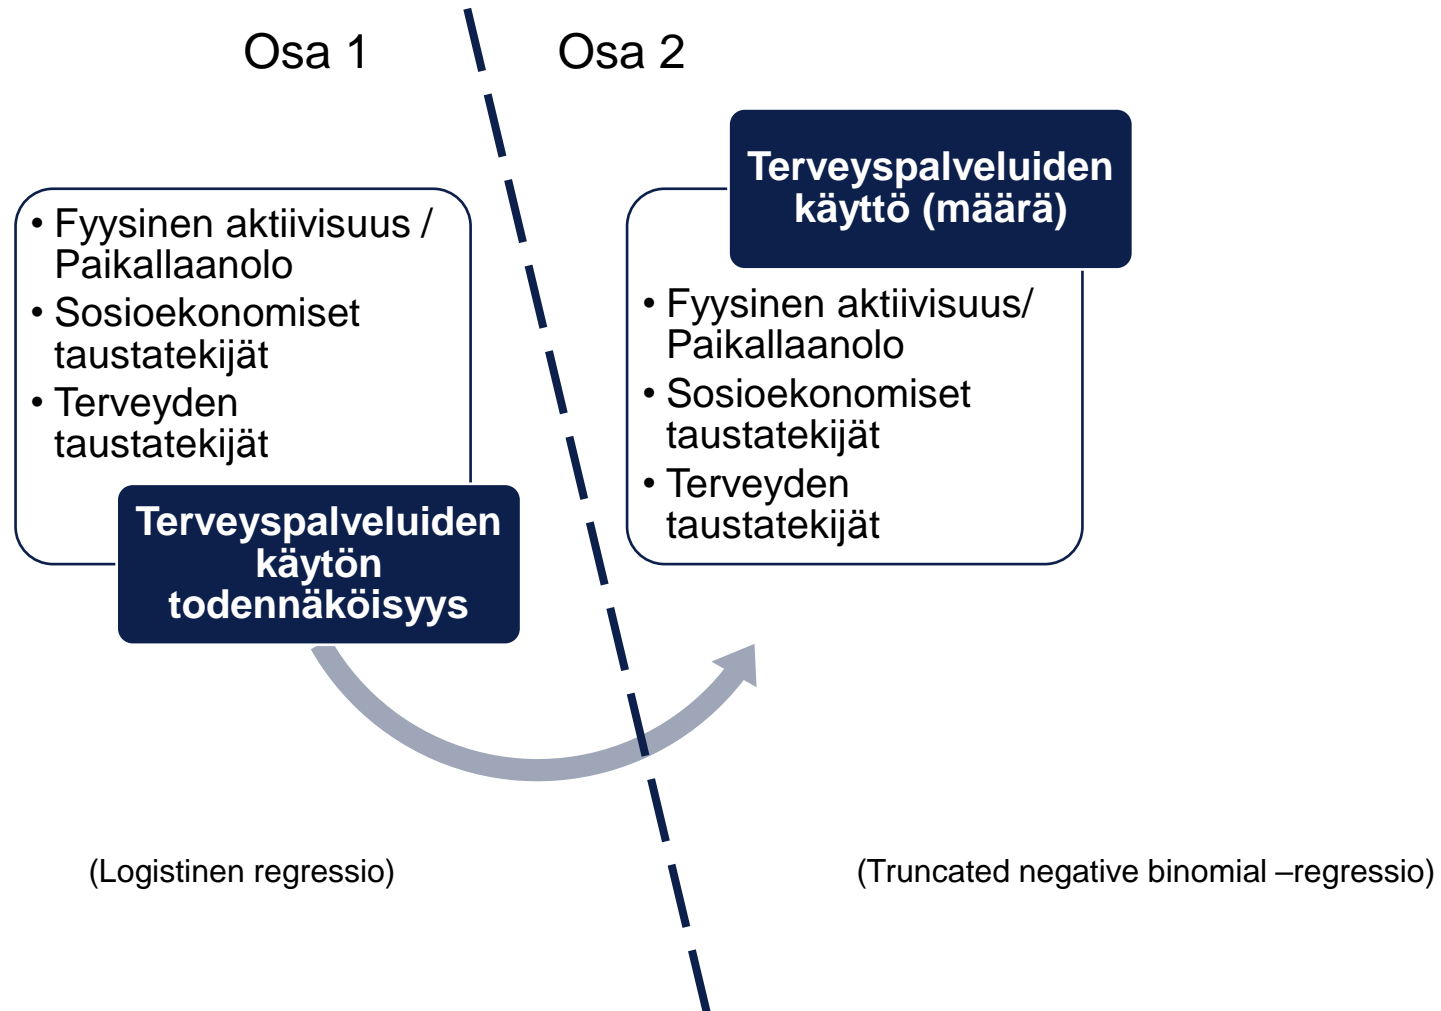 Osa 1
• Fyysinen aktiivisuus /
Paikallaanolo
• Sosioekonomiset
taustatekijät
• Terveyden
taustatekijät
Terveyspalveluiden
käytön
todennäköisyys
(Logistinen regressio)
Osa 2
Terveyspalveluiden
käyttö (määrä)
• Fyysinen aktiivisuus/
Paikallaanolo
• Sosioekonomiset
taustatekijät
• Terveyden
taustatekijät
(Truncated negative binomial –regressio)